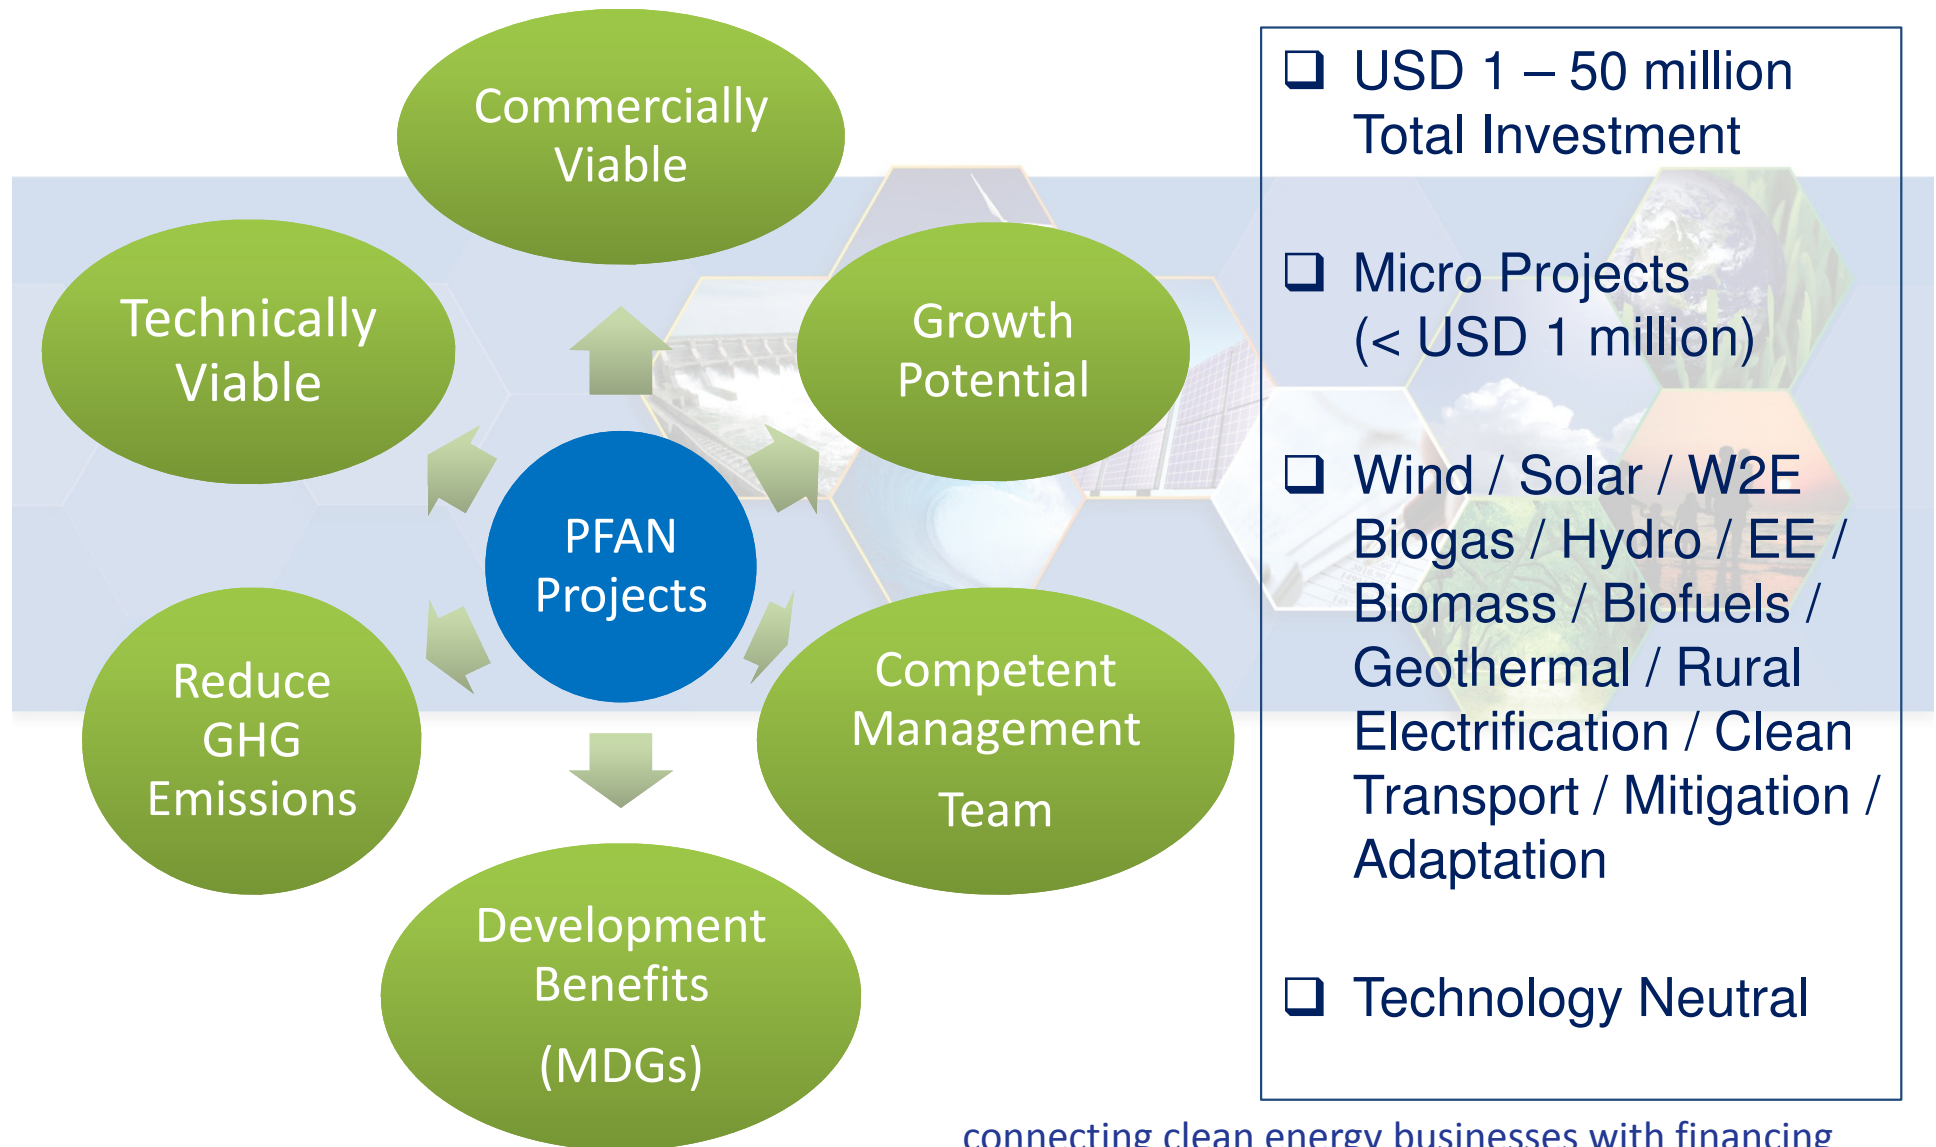 Commercially
Viable
Technically
Viable
Growth
Potential
PFAN
Projects
Reduce
GHG
Emissions
Competent
Management
Team
Development
Benefits
(MDGs)
❑ USD 1 – 50 million
Total Investment
❑ Micro Projects
(< USD 1 million)
❑ Wind / Solar / W2E
Biogas / Hydro / EE /
Biomass / Biofuels /
Geothermal / Rural
Electrification / Clean
Transport / Mitigation /
Adaptation
❑ Technology Neutral
connecting clean energy businesses with financing